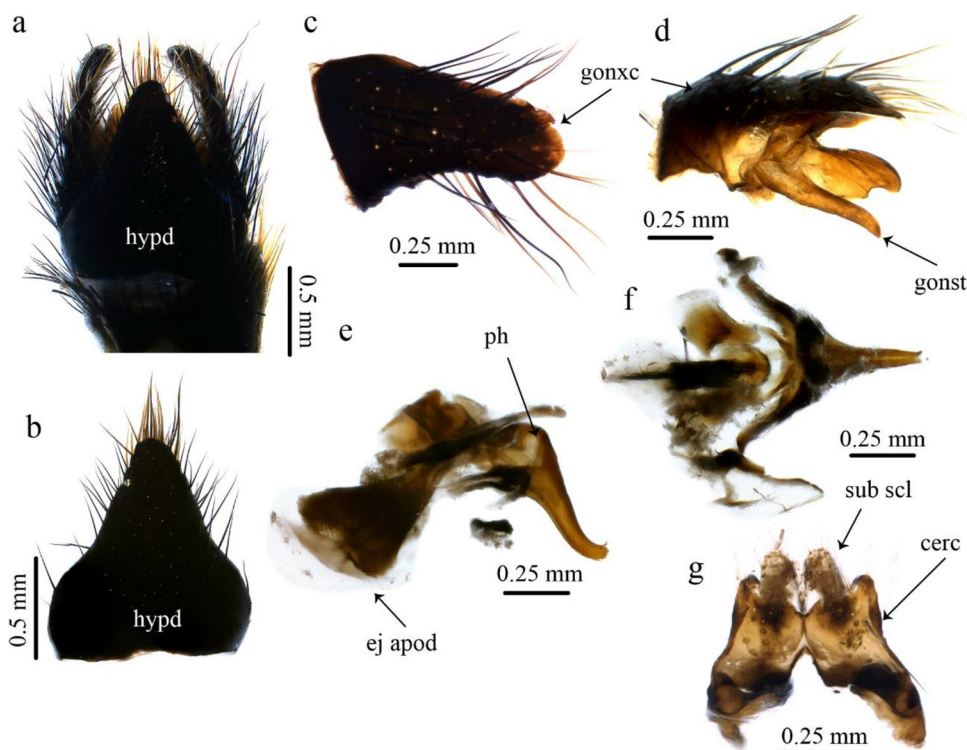 a
c
d
gonxc
hypd
0.25 mm
0.25 mm
0.5 mm
gonst
e
ph
f
b
0.25 mm
sub scl
0.5 mm
hypd
0.25 mm
g
cerc
ej apod
0.25 mm